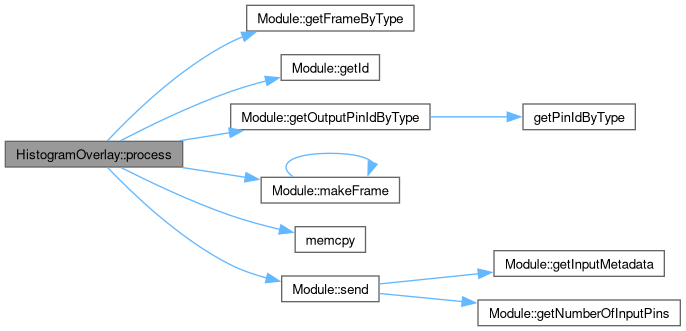 HistogramOverlay::process
Module::getFrameByType
Module::getId
Module::getOutputPinIdByType
getPinIdByType
Module::makeFrame
memcpy
Module::send
Module::getInputMetadata
Module::getNumberOfInputPins